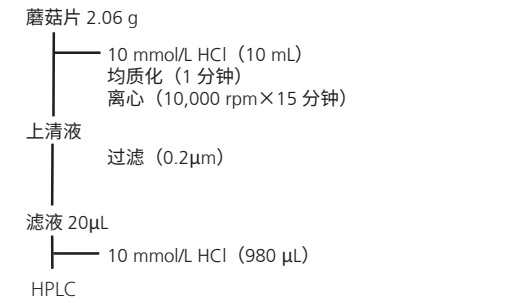 蘑菇片 2.06 g
10 mmol/L HCl（10 mL）
均质化（1 分钟）
离心（10,000 rpm×15 分钟）
上清液
过滤（0.2μm）
滤液 20μL
10 mmol/L HCl（980 μL）
HPLC